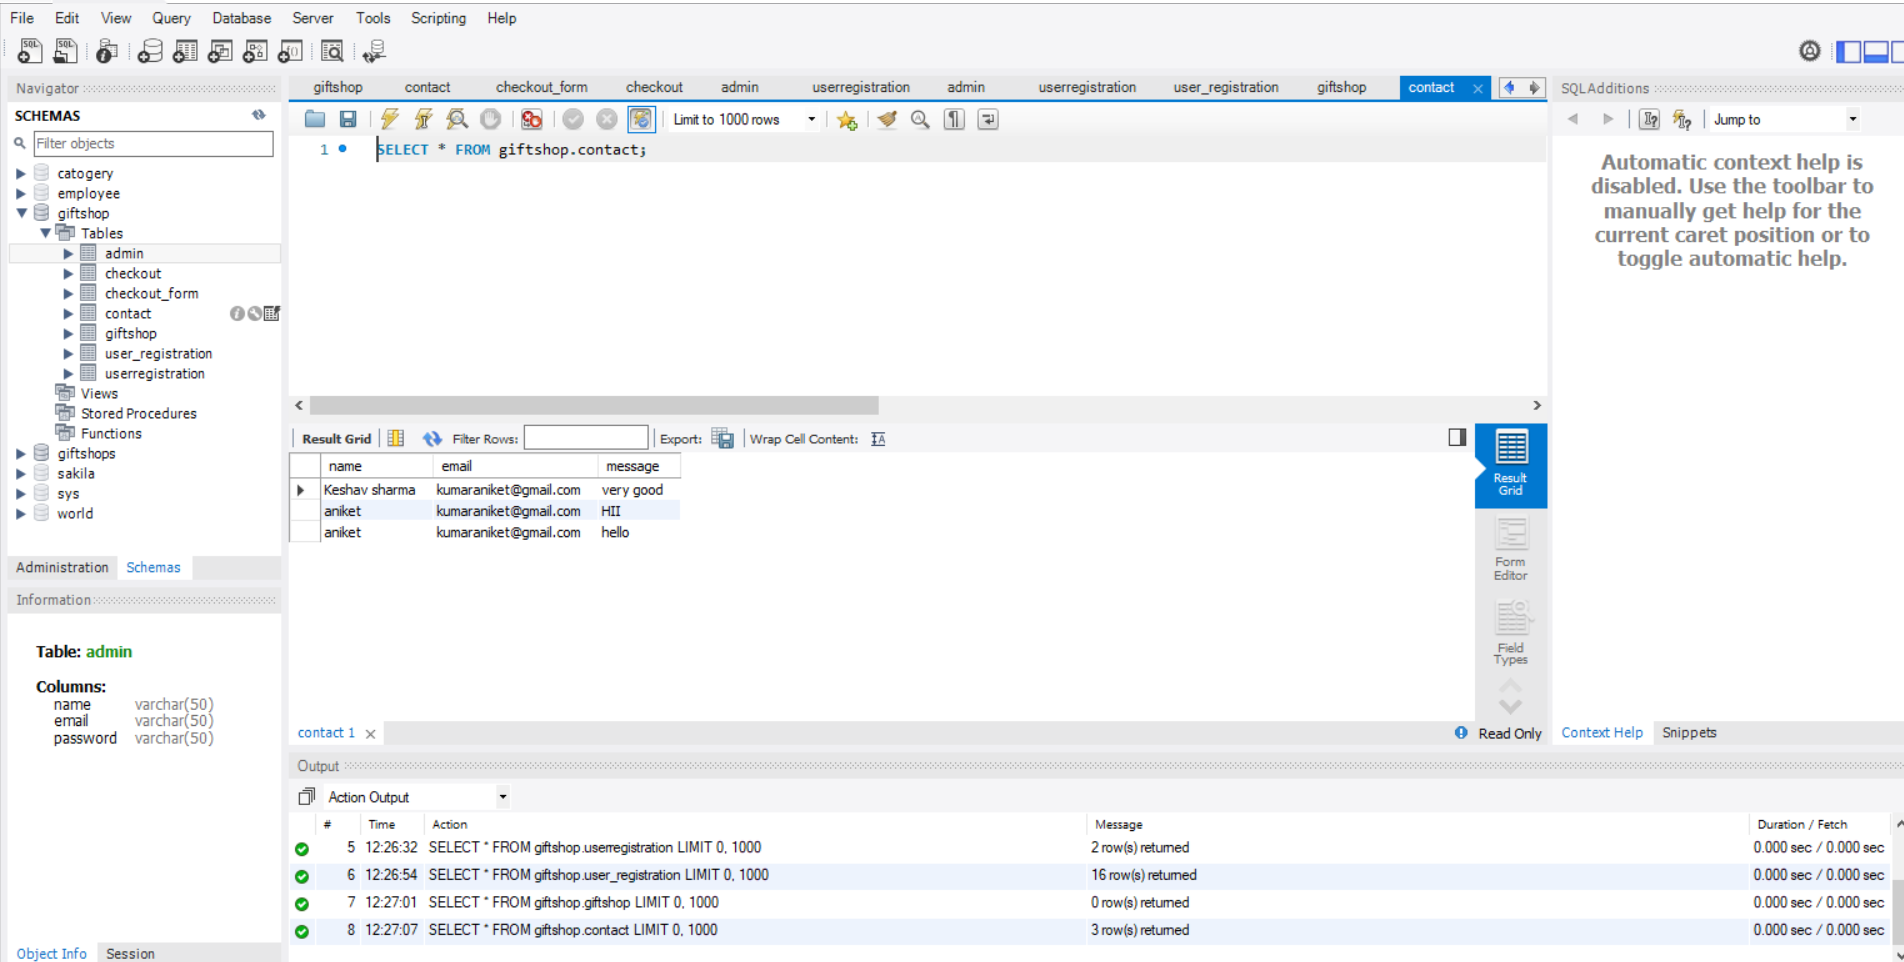 File Edit View Query Database Server Tools Scripting Help
Navigator
SCHEMAS
Filter objects
catogery
employee
giftshop
Tables
admin
checkout
checkout_form
contact
giftshop
user_registration
userregistration
Views
Stored Procedures
Functions
giftshops
sakila
sys
world
Administration Schemas
Information
Table: admin
Columns:
name varchar(50)
email varchar(50)
password varchar(50)
Object Info Session
giftshop contact checkout_form checkout admin userregistration admin userregistration user_registration giftshop contact
Limit to 1000 rows
1 SELECT * FROM giftshop.contact;
Result Grid Filter Rows: Export: Wrap Cell Content:
name email message
Keshav sharma kumaraniket@gmail.com very good
aniket kumaraniket@gmail.com HII
aniket kumaraniket@gmail.com hello
Result
Grid
Form
Editor
Field
Types
contact 1 Read Only
SQLAdditions
Jump to
Automatic context help is
disabled. Use the toolbar to
manually get help for the
current caret position or to
toggle automatic help.
Context Help Snippets
Output
Action Output
# Time Action Message Duration / Fetch
5 12:26:32 SELECT * FROM giftshop.userregistration LIMIT 0, 1000 2 row(s) returned 0.000 sec / 0.000 sec
6 12:26:54 SELECT * FROM giftshop.user_registration LIMIT 0, 1000 16 row(s) returned 0.000 sec / 0.000 sec
7 12:27:01 SELECT * FROM giftshop.giftshop LIMIT 0, 1000 0 row(s) returned 0.000 sec / 0.000 sec
8 12:27:07 SELECT * FROM giftshop.contact LIMIT 0, 1000 3 row(s) returned 0.000 sec / 0.000 sec